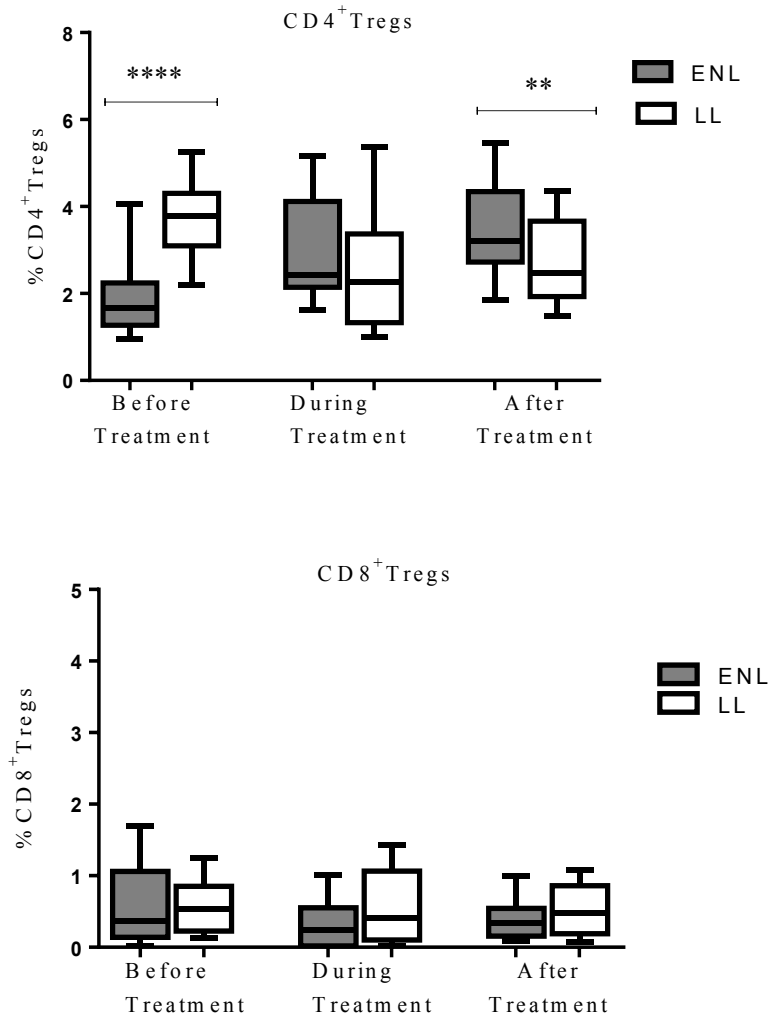 CD4+Tregs
8
6
4
2
0
%CD4+Tregs
****
**
ENL
LL
Before Treatment
During Treatment
After Treatment
CD8+Tregs
5
4
3
2
1
0
%CD8+Tregs
ENL
LL
Before Treatment
During Treatment
After Treatment